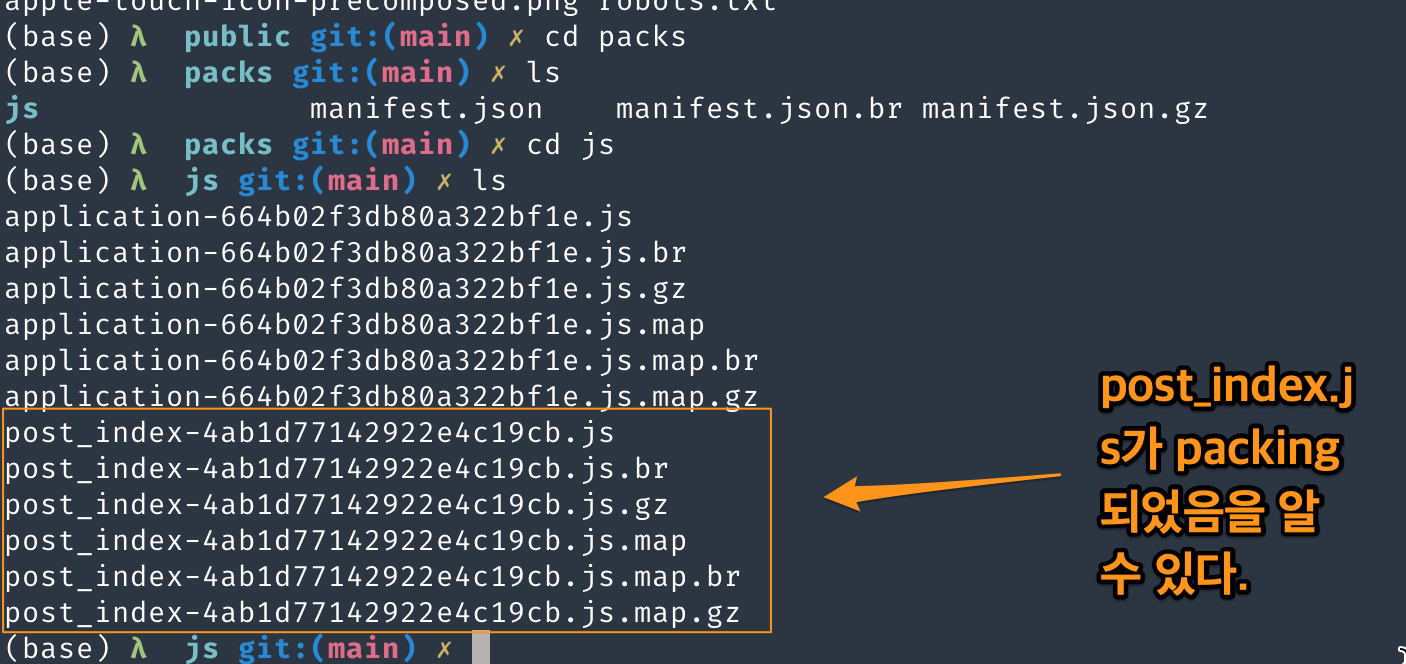 apple-touch-icon-precomposed.png robots.txt
(base) λ public git:(main) ✗ cd packs
(base) λ packs git:(main) ✗ ls
js manifest.json manifest.json.br manifest.json.gz
(base) λ packs git:(main) ✗ cd js
(base) λ js git:(main) ✗ ls
application-664b02f3db80a322bf1e.js
application-664b02f3db80a322bf1e.js.br
application-664b02f3db80a322bf1e.js.gz
application-664b02f3db80a322bf1e.js.map
application-664b02f3db80a322bf1e.js.map.br
application-664b02f3db80a322bf1e.js.map.gz
post_index-4ab1d77142922e4c19cb.js
post_index-4ab1d77142922e4c19cb.js.br
post_index-4ab1d77142922e4c19cb.js.gz
post_index-4ab1d77142922e4c19cb.js.map
post_index-4ab1d77142922e4c19cb.js.map.br
post_index-4ab1d77142922e4c19cb.js.map.gz
(base) λ js git:(main) ✗
post_index.j
s가 packing
되었음을 알
수 있다.